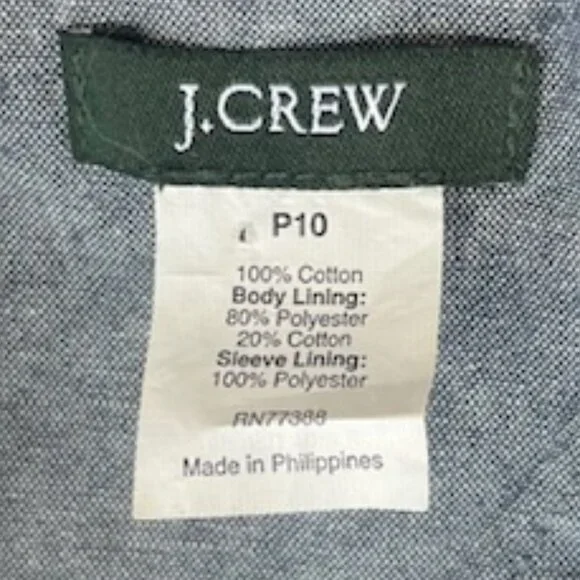 J.CREW
P10
100% Cotton
Body Lining:
80% Polyester
20% Cotton
Sleeve Lining:
100% Polyester
RN77388
Made in Philippines